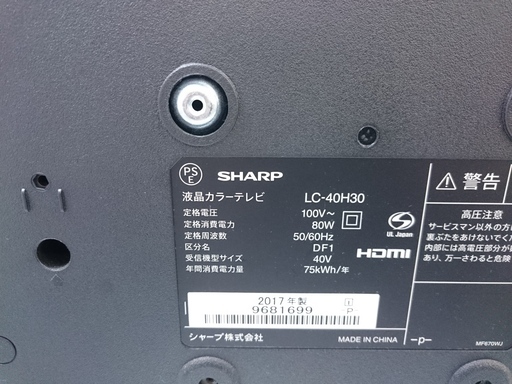 PS
E
SHARP
液晶カラーテレビ LC-40H30
定格電圧 100V~
定格消費電力 80W
定格周波数 50/60Hz
区分名 DF1
受信機型サイズ 40V
年間消費電力量 75kWh/年
UL Japan
HDMI
2017年製
9681699
シャープ株式会社
MADE IN CHINA
-p-
警告
高圧注意
サービスマン以外の方は
裏ぶたをあけないでく
内部には高電圧部分が
あり、万一さわると危険
MF670WJ